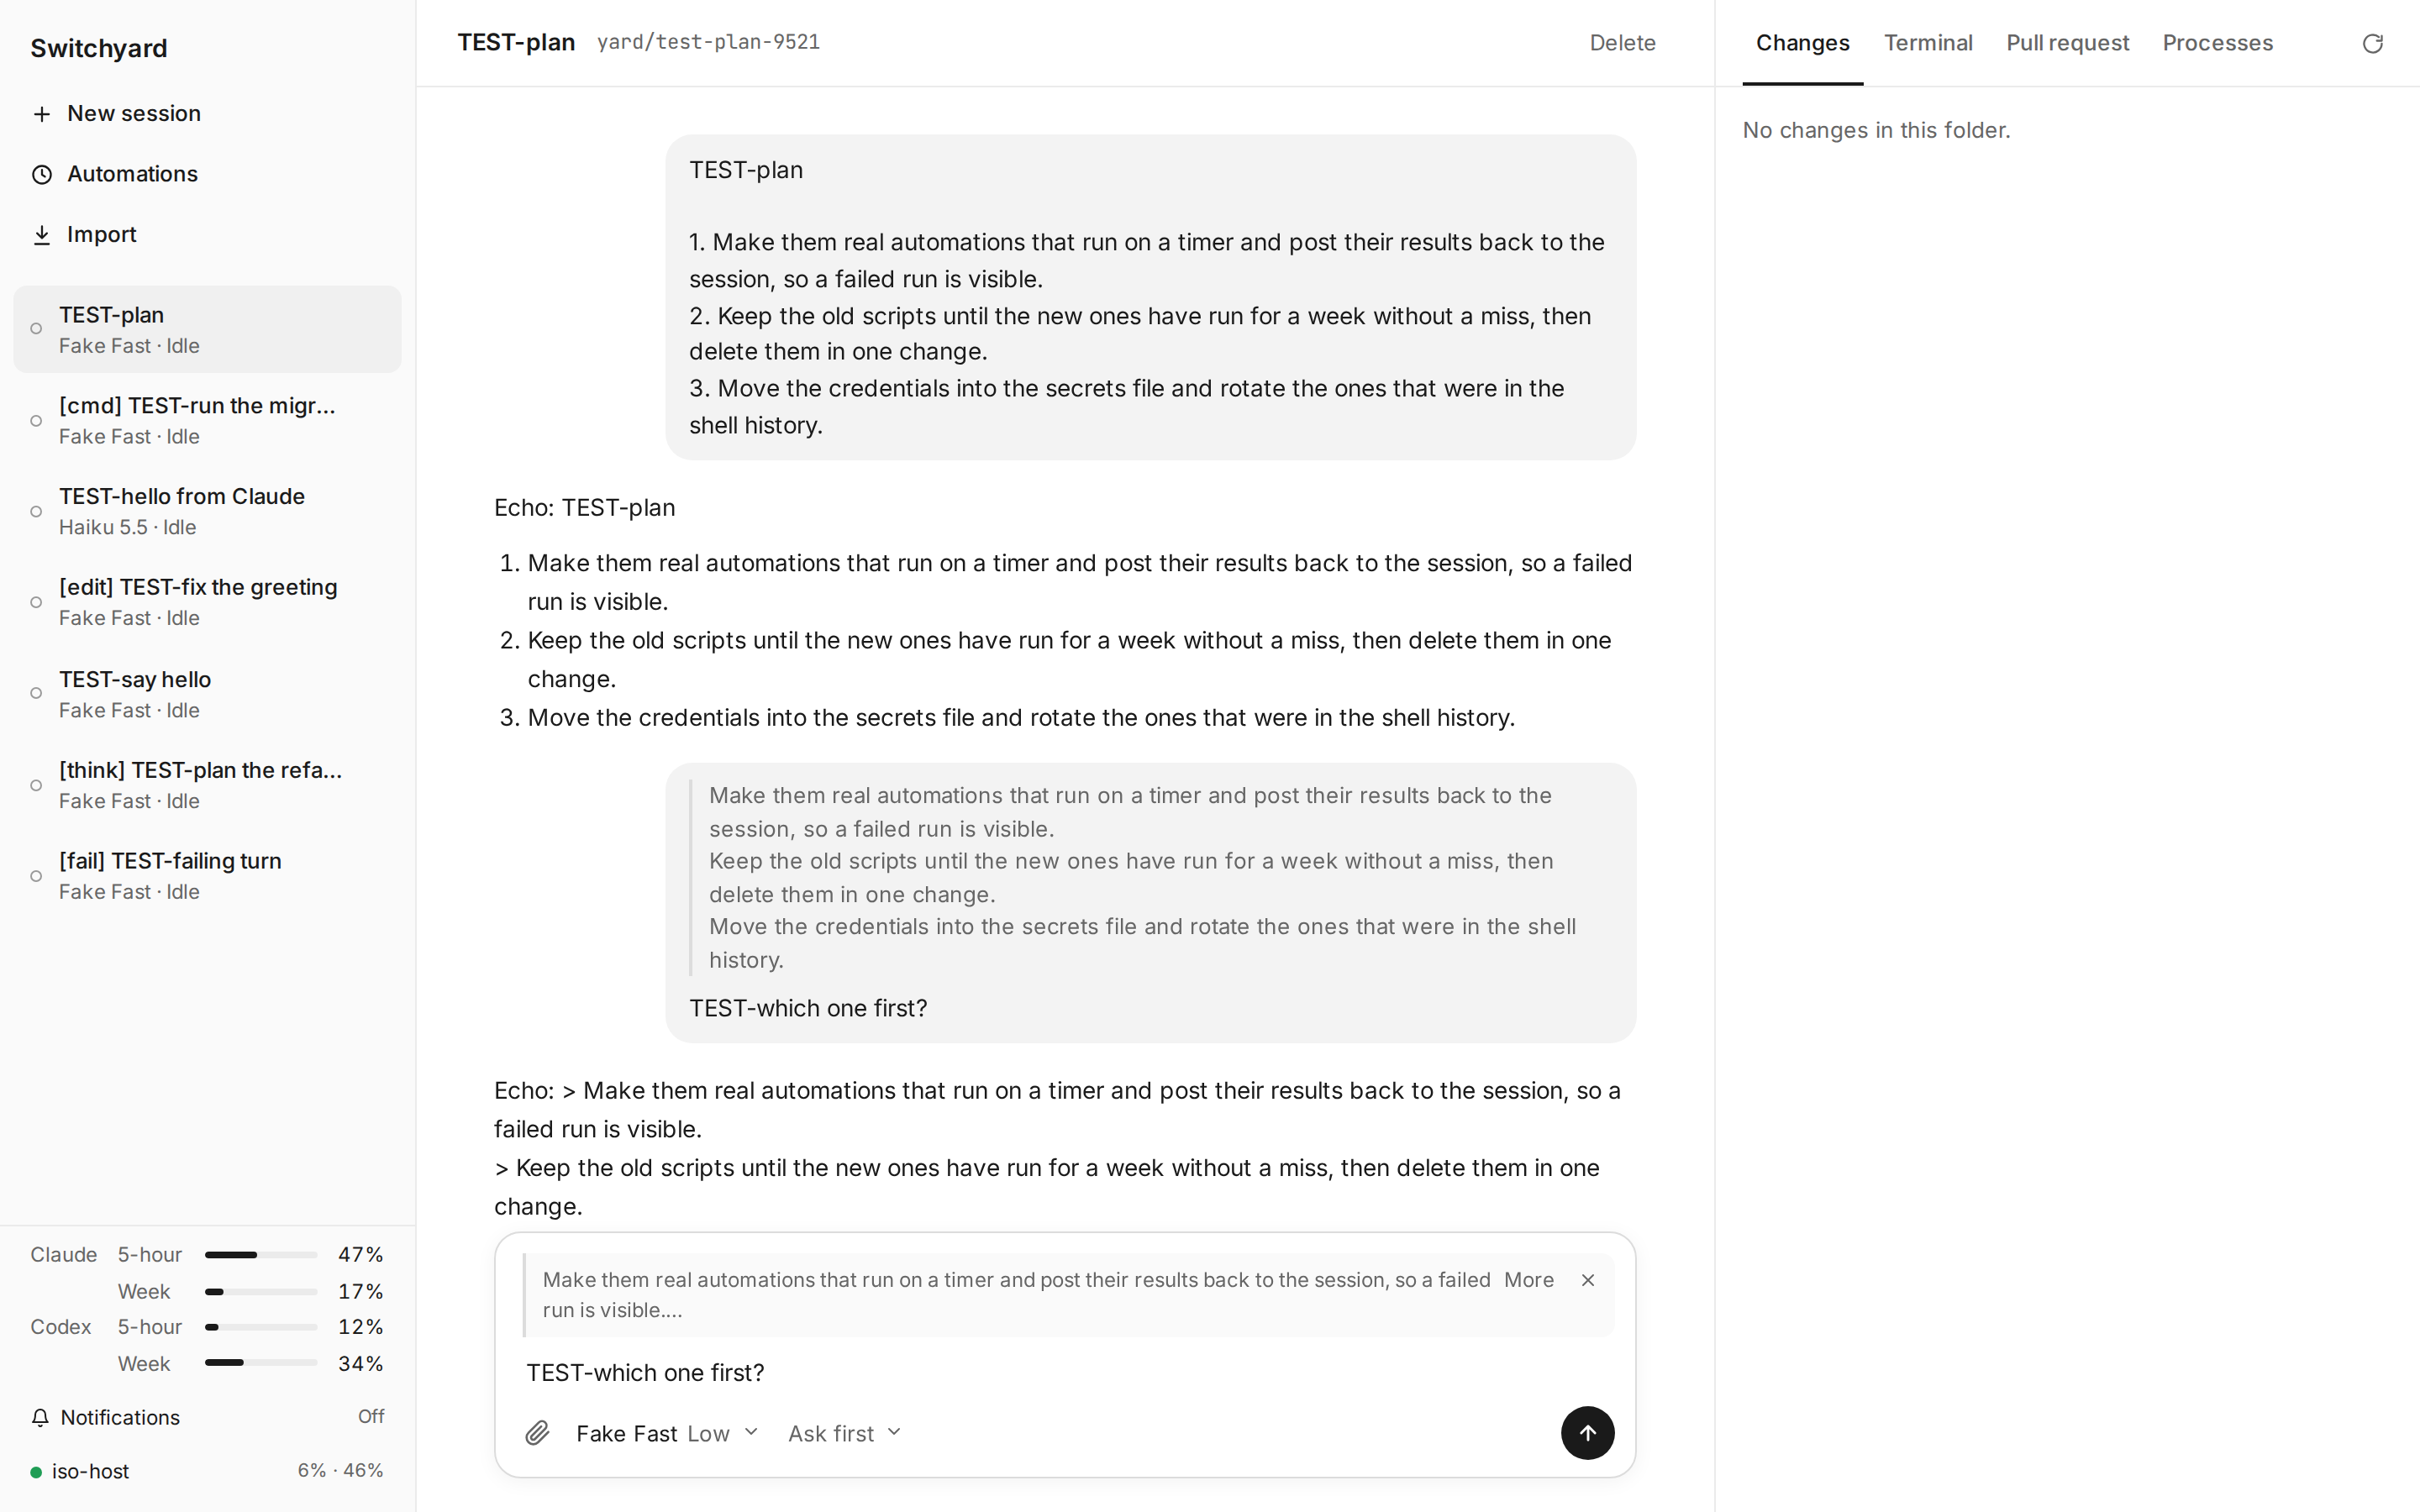 Switchyard
New session
Automations
Import
TEST-plan
Fake Fast · Idle
[cmd] TEST-run the migr...
Fake Fast · Idle
TEST-hello from Claude
Haiku 5.5 · Idle
[edit] TEST-fix the greeting
Fake Fast · Idle
TEST-say hello
Fake Fast · Idle
[think] TEST-plan the refa...
Fake Fast · Idle
[fail] TEST-failing turn
Fake Fast · Idle
Claude 5-hour 47%
Week 17%
Codex 5-hour 12%
Week 34%
Notifications Off
iso-host 6% · 46%
TEST-plan yard/test-plan-9521 Delete
TEST-plan
1. Make them real automations that run on a timer and post their results back to the
session, so a failed run is visible.
2. Keep the old scripts until the new ones have run for a week without a miss, then
delete them in one change.
3. Move the credentials into the secrets file and rotate the ones that were in the
shell history.
Echo: TEST-plan
1. Make them real automations that run on a timer and post their results back to the session, so a failed
run is visible.
2. Keep the old scripts until the new ones have run for a week without a miss, then delete them in one
change.
3. Move the credentials into the secrets file and rotate the ones that were in the shell history.
Make them real automations that run on a timer and post their results back to the
session, so a failed run is visible.
Keep the old scripts until the new ones have run for a week without a miss, then
delete them in one change.
Move the credentials into the secrets file and rotate the ones that were in the shell
history.
TEST-which one first?
Echo: > Make them real automations that run on a timer and post their results back to the session, so a
failed run is visible.
> Keep the old scripts until the new ones have run for a week without a miss, then delete them in one
change.
Make them real automations that run on a timer and post their results back to the session, so a failed More
run is visible....
TEST-which one first?
Fake Fast Low Ask first
Changes Terminal Pull request Processes
No changes in this folder.